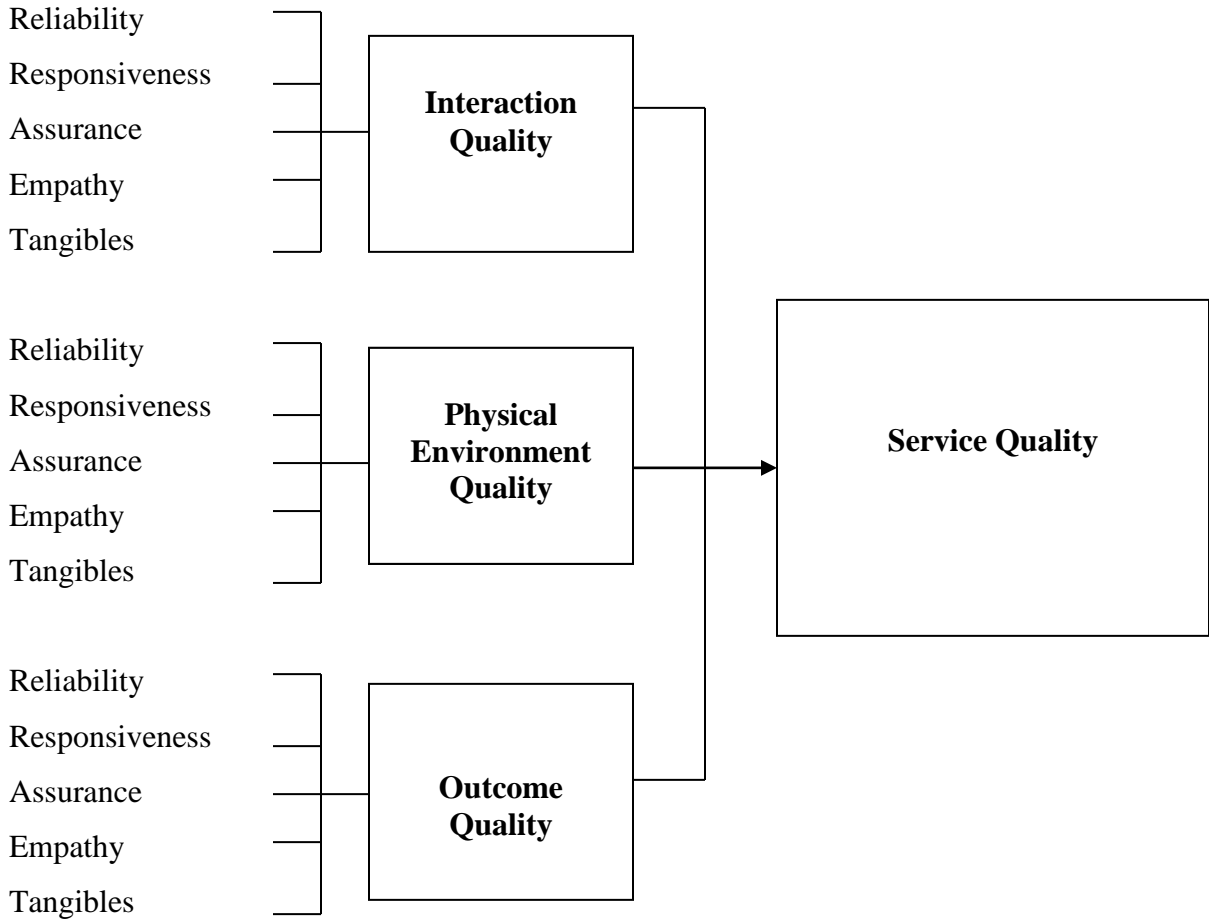 Reliability
Responsiveness
Assurance
Empathy
Tangibles
Interaction
Quality
Reliability
Responsiveness
Assurance
Empathy
Tangibles
Physical
Environment
Quality
Service Quality
Reliability
Responsiveness
Assurance
Empathy
Tangibles
Outcome
Quality